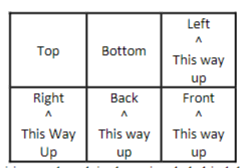 Top
Bottom
Left
^
This way
up
Right
^
This Way
Up
Back
^
This way
up
Front
^
This way
up